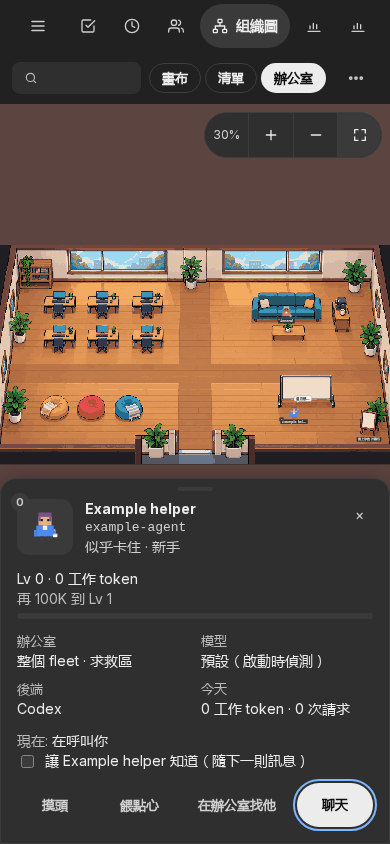 組織圖
畫布
清單
辦公室
30%
0
Example helper
example-agent
似乎卡住 · 新手
Lv 0 · 0 工作 token
再 100K 到 Lv 1
辦公室
模型
整個 fleet · 求救區
預設（啟動時偵測）
後端
今天
Codex
0 工作 token · 0 次請求
現在: 在呼叫你
讓 Example helper 知道（隨下一則訊息）
摸頭
餵點心
在辦公室找他
聊天